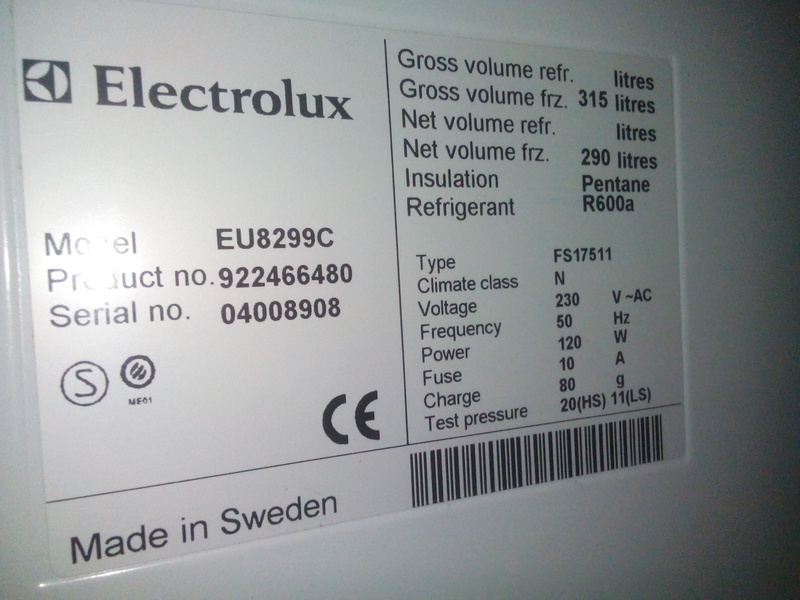 Electrolux
Model EU8299C
Product no. 922466480
Serial no. 04008908
S
ME01
CE
Made in Sweden
Gross volume refr. litres
Gross volume frz. 315 litres
Net volume refr. litres
Net volume frz. 290 litres
Insulation Pentane
Refrigerant R600a
Type FS17511
Climate class N
Voltage 230 V ~AC
Frequency 50 Hz
Power 120 W
Fuse 10 A
Charge 80 g
Test pressure 20(HS) 11(LS)